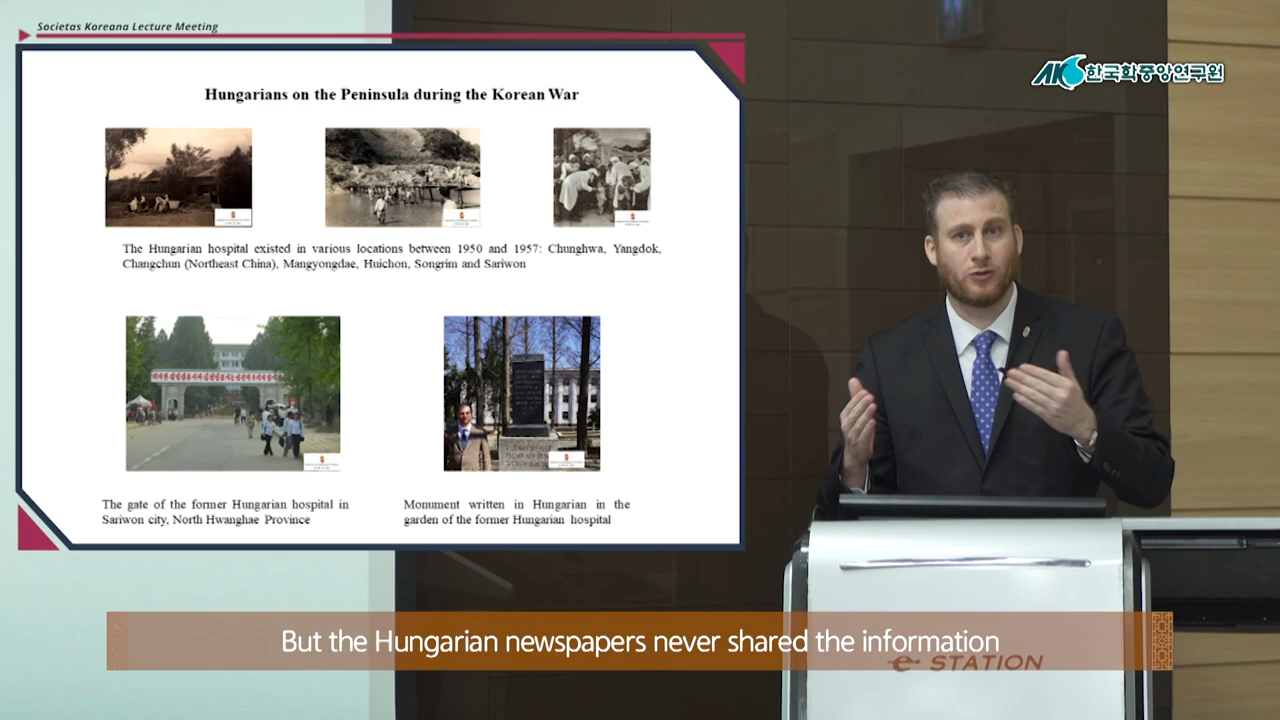 Societas Koreana Lecture Meeting
AKS 한국학중앙연구원
Hungarians on the Peninsula during the Korean War
The Hungarian hospital existed in various locations between 1950 and 1957: Chunghwa, Yangdok,
Changchun (Northeast China), Mangyongdae, Huichon, Songrim and Sariwon
The gate of the former Hungarian hospital in
Sariwon city, North Hwanghae Province
Monument written in Hungarian in the
garden of the former Hungarian hospital
But the Hungarian newspapers never shared the information
e-STATION